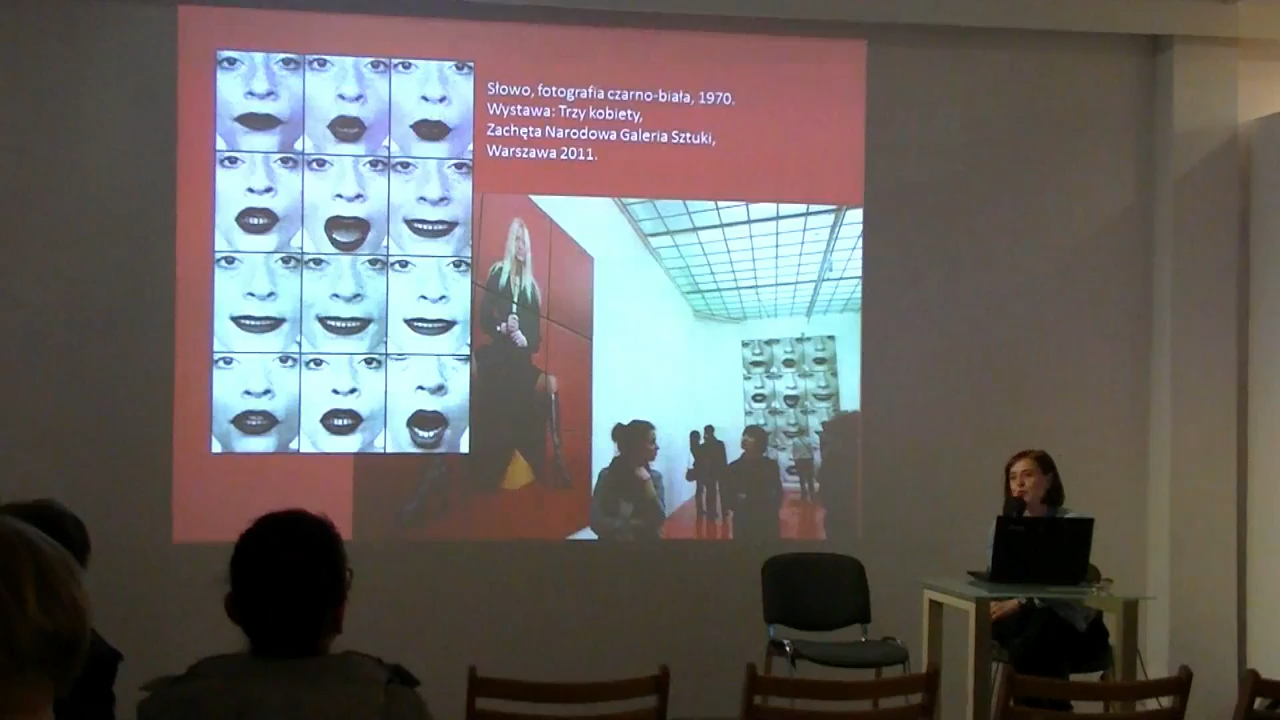 Słowo, fotografia czarno-biała, 1970.
Wystawa: Trzy kobiety,
Zachęta Narodowa Galeria Sztuki,
Warszawa 2011.